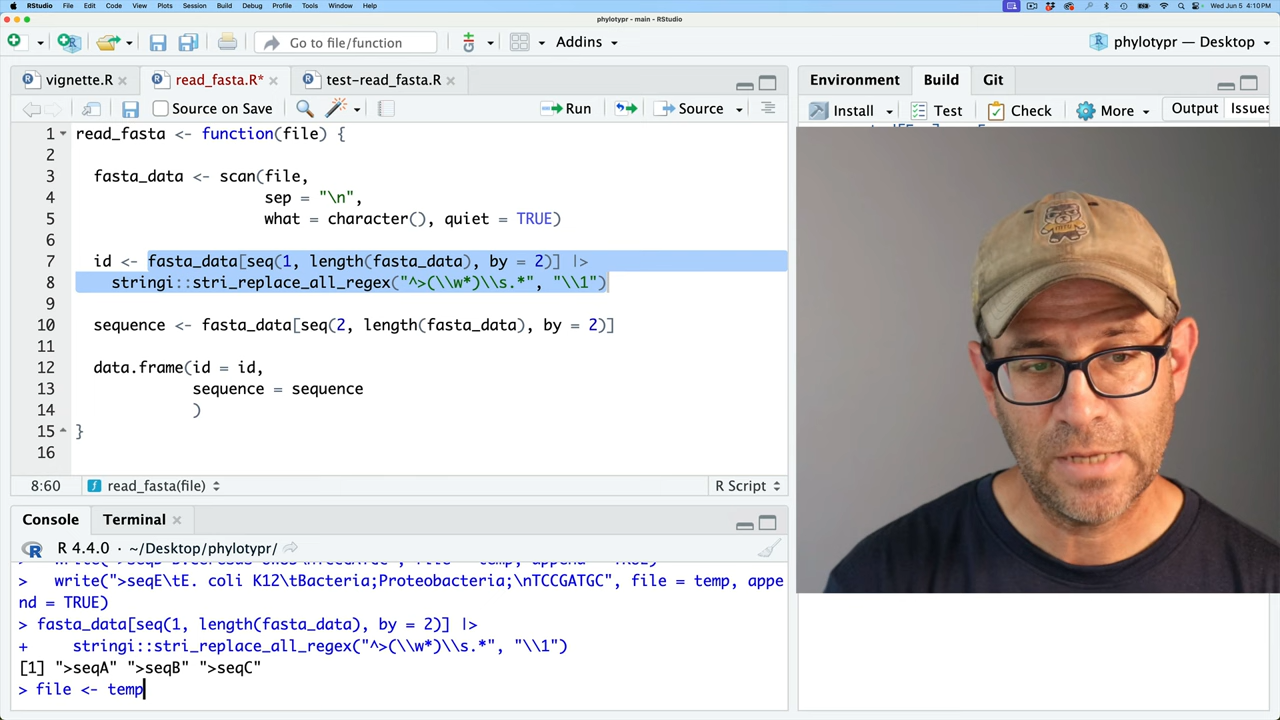 RStudio File Edit Code View Plots Session Build Debug Profile Tools Window Help Wed Jun 5 4:10 PM
phylotypr - main - RStudio
Go to file/function Addins phylotypr — Desktop
vignette.R read_fasta.R* test-read_fasta.R Environment Build Git
Source on Save Run Source Install Test Check More Output Issues
1 read_fasta <- function(file) {
2
3 fasta_data <- scan(file,
4 sep = "\n",
5 what = character(), quiet = TRUE)
6
7 id <- fasta_data[seq(1, length(fasta_data), by = 2)] |>
8 stringi::stri_replace_all_regex("^>(\\w*)\\s.*", "\\1")
9
10 sequence <- fasta_data[seq(2, length(fasta_data), by = 2)]
11
12 data.frame(id = id,
13 sequence = sequence
14 )
15 }
16
8:60 read_fasta(file) R Script
Console Terminal
R 4.4.0 · ~/Desktop/phylotypr/
> write(">seqE\tE. coli K12\tBacteria;Proteobacteria;\nTCCGATGC", file = temp, appe
nd = TRUE)
> fasta_data[seq(1, length(fasta_data), by = 2)] |>
+ stringi::stri_replace_all_regex("^>(\\w*)\\s.*", "\\1")
[1] ">seqA" ">seqB" ">seqC"
> file <- temp